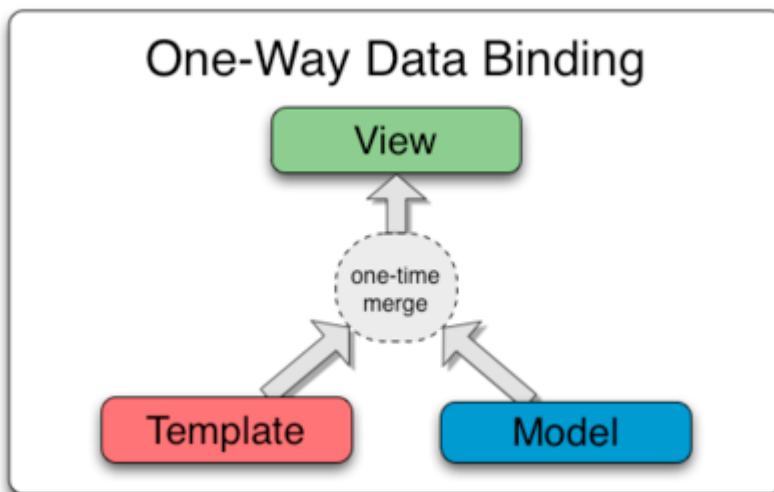 One-Way Data Binding
View
one-time
merge
Template
Model